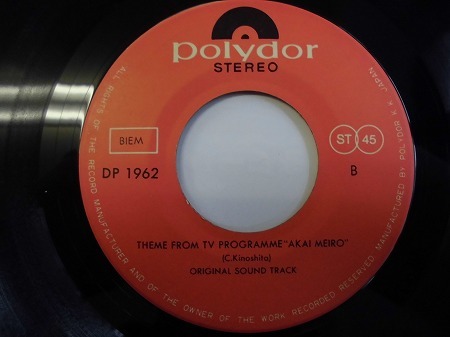 polydor
STEREO
BIEM
ST 45
DP 1962
B
THEME FROM TV PROGRAMME "AKAI MEIRO"
(C.Kinoshita)
ORIGINAL SOUND TRACK
ALL RIGHTS OF THE RECORD MANUFACTURER AND OF THE OWNER OF THE WORK RECORDED RESERVED. MANUFACTURED BY POLYDOR K. K. JAPAN